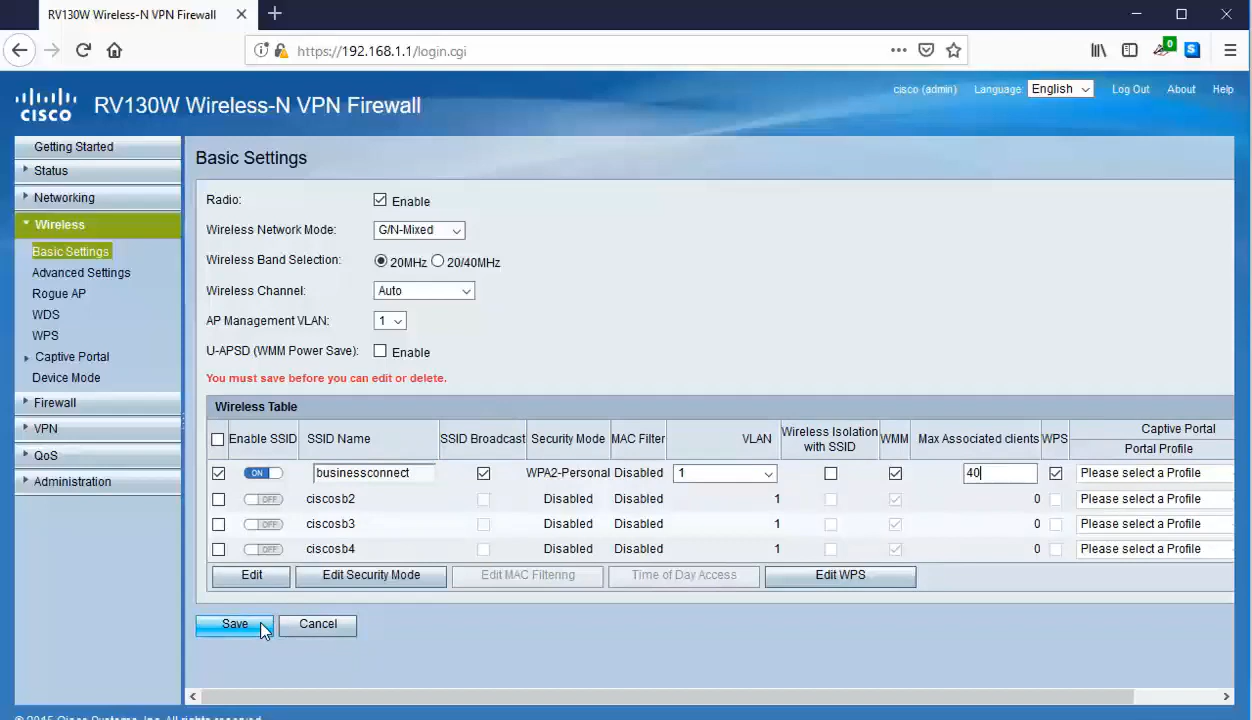 RV130W Wireless-N VPN Firewall
https://192.168.1.1/login.cgi
0
S
CISCO
RV130W Wireless-N VPN Firewall
cisco (admin) Language: English Log Out About Help
Getting Started
Status
Networking
Wireless
Basic Settings
Advanced Settings
Rogue AP
WDS
WPS
Captive Portal
Device Mode
Firewall
VPN
QoS
Administration
Basic Settings
Radio: Enable
Wireless Network Mode: G/N-Mixed
Wireless Band Selection: 20MHz 20/40MHz
Wireless Channel: Auto
AP Management VLAN: 1
U-APSD (WMM Power Save): Enable
You must save before you can edit or delete.
Wireless Table
Enable SSID SSID Name SSID Broadcast Security Mode MAC Filter VLAN Wireless Isolation with SSID WMM Max Associated clients WPS Captive Portal
Portal Profile
ON businessconnect WPA2-Personal Disabled 1 40 Please select a Profile
OFF ciscosb2 Disabled Disabled 1 0 Please select a Profile
OFF ciscosb3 Disabled Disabled 1 0 Please select a Profile
OFF ciscosb4 Disabled Disabled 1 0 Please select a Profile
Edit Edit Security Mode Edit MAC Filtering Time of Day Access Edit WPS
Save Cancel
© 2015 Cisco Systems, Inc. All rights reserved.